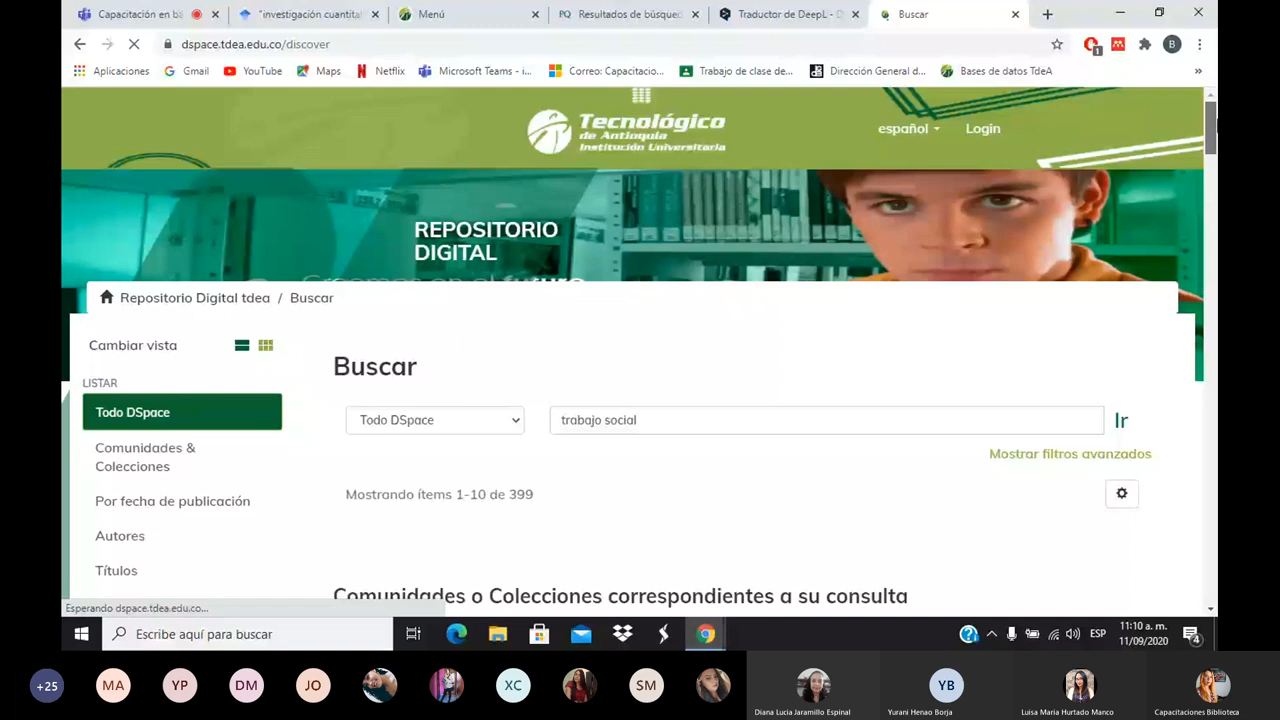 Capacitación en ba
"investigación cuantitat
Menú
PQ Resultados de búsqued
Traductor de DeepL - D
Buscar
dspace.tdea.edu.co/discover
1
B
Aplicaciones
Gmail
YouTube
Maps
Netflix
Microsoft Teams - i...
Correo: Capacitacio...
Trabajo de clase de...
Dirección General d...
Bases de datos TdeA
»
Tecnológico
de Antioquia
Institución Universitaria
español
Login
REPOSITORIO
DIGITAL
Repositorio Digital tdea / Buscar
Cambiar vista
LISTAR
Todo DSpace
Comunidades &
Colecciones
Por fecha de publicación
Autores
Títulos
Buscar
Todo DSpace
trabajo social
Ir
Mostrar filtros avanzados
Mostrando ítems 1-10 de 399
Comunidades o Colecciones correspondientes a su consulta
Esperando dspace.tdea.edu.co...
Escribe aquí para buscar
ESP
11:10 a. m.
11/09/2020
4
+25
MA
YP
DM
JO
XC
SM
YB
Diana Lucia Jaramillo Espinal
Yurani Henao Borja
Luisa Maria Hurtado Manco
Capacitaciones Biblioteca